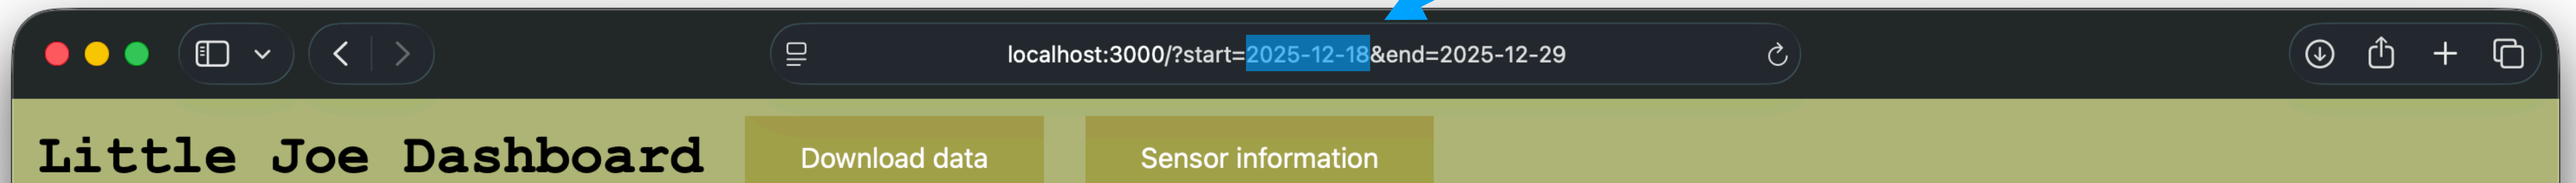 localhost:3000/?start=2025-12-18&end=2025-12-29
Little Joe Dashboard Download data Sensor information